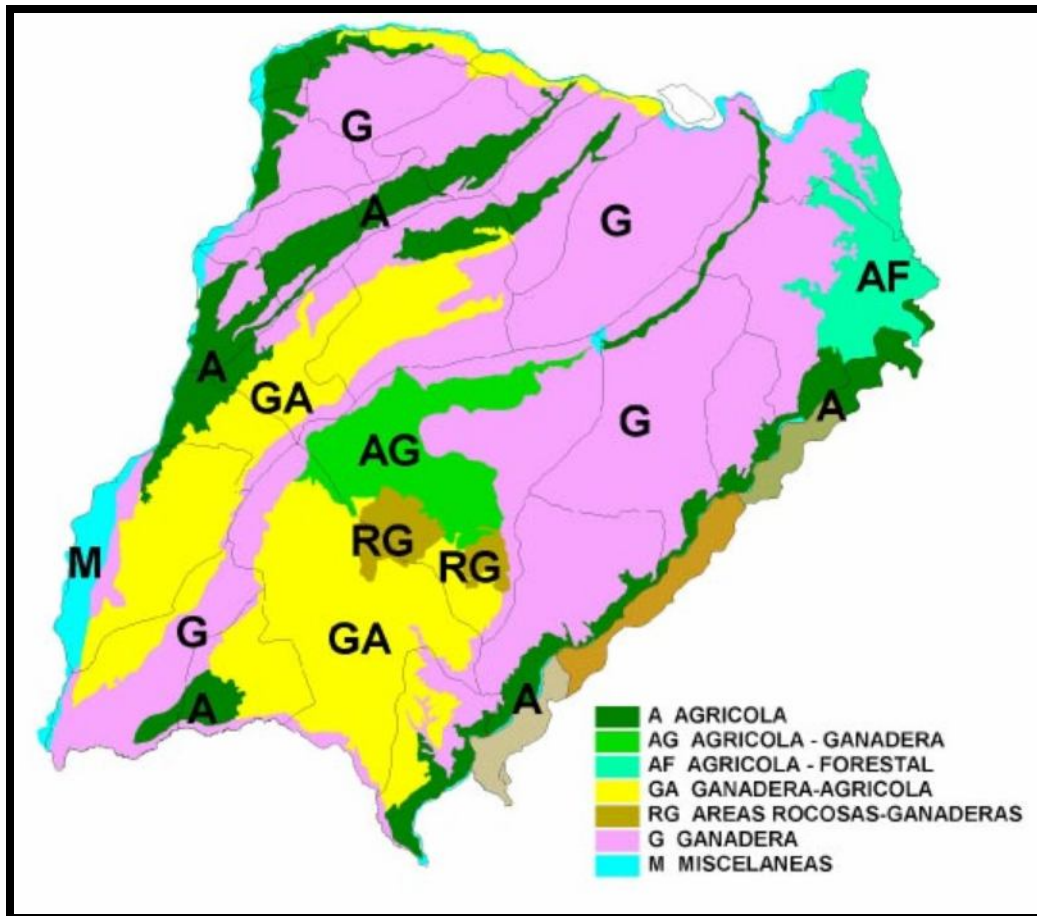 G
A
G
AF
A
GA
A
G
AG
RG
RG
M
G
GA
A
A
A AGRICOLA
AG AGRICOLA - GANADERA
AF AGRICOLA - FORESTAL
GA GANADERA-AGRICOLA
RG AREAS ROCOSAS-GANADERAS
G GANADERA
M MISCELANEAS